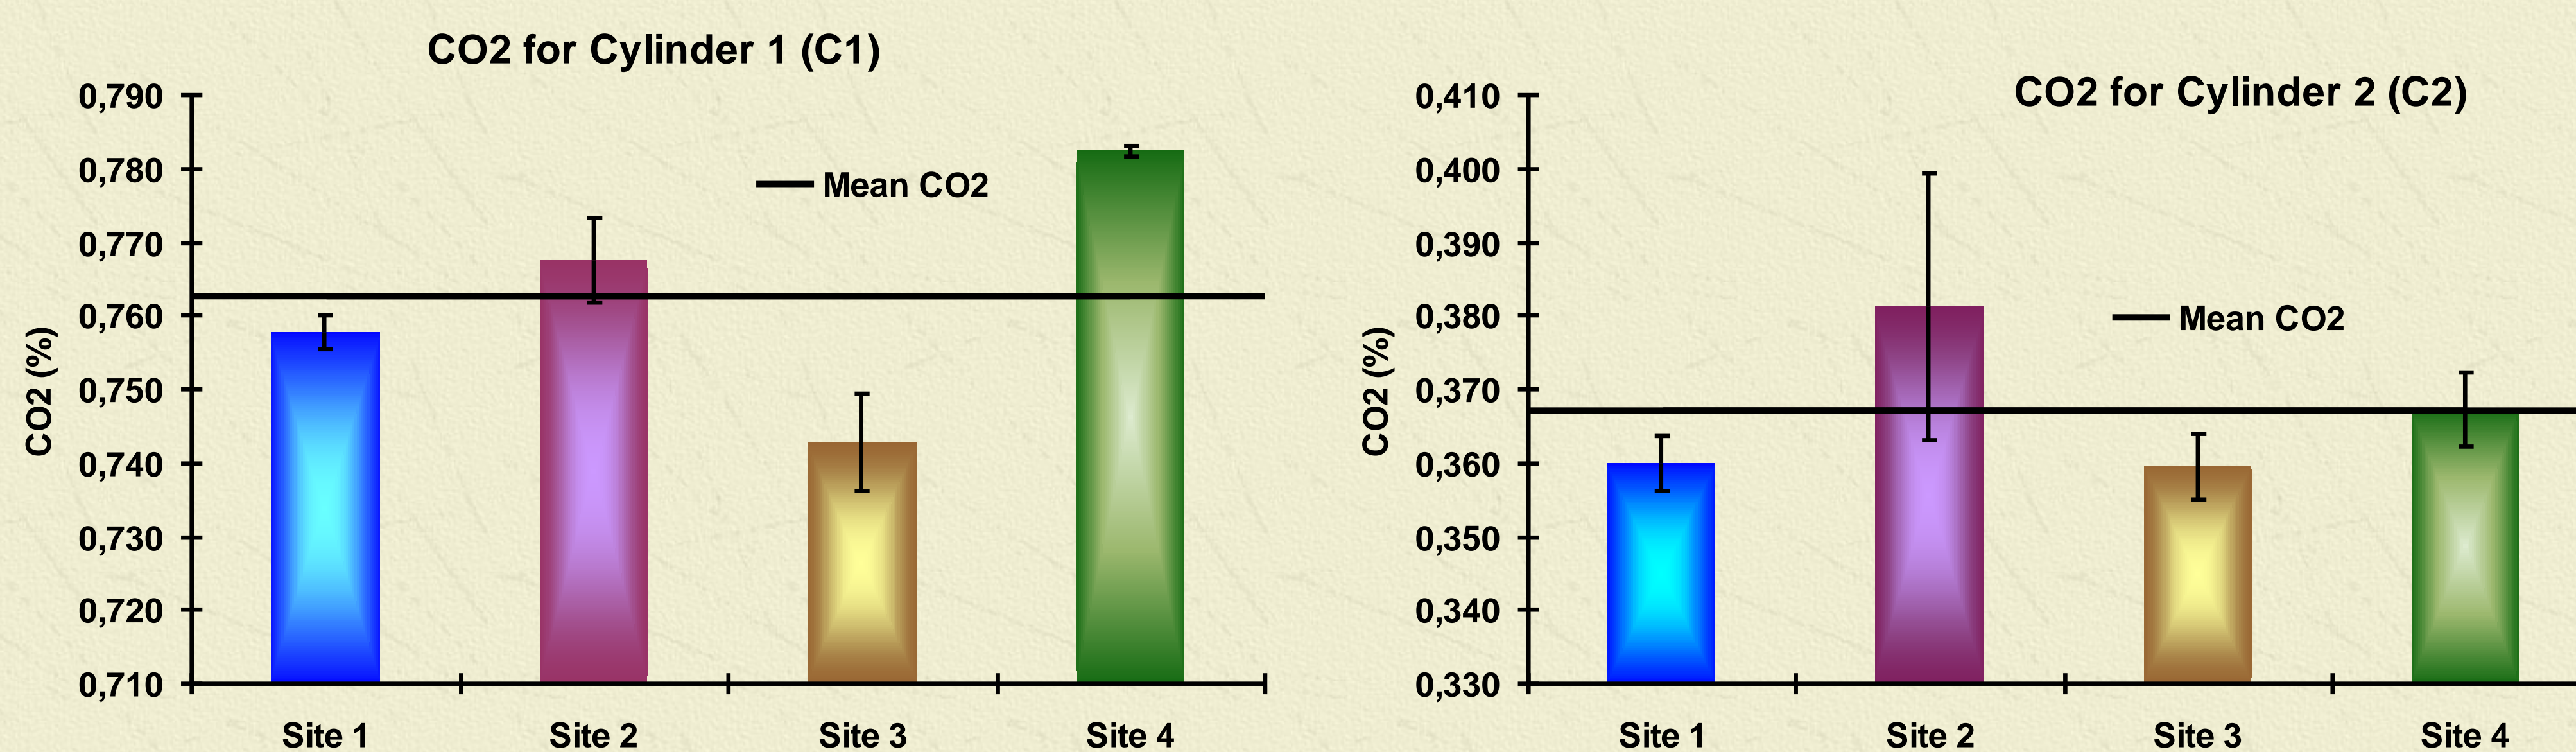 CO2 for Cylinder 1 (C1)
0,790
0,780
0,770
0,760
0,750
0,740
0,730
0,720
0,710
CO2 (%)
Mean CO2
Site 1 Site 2 Site 3 Site 4
CO2 for Cylinder 2 (C2)
0,410
0,400
0,390
0,380
0,370
0,360
0,350
0,340
0,330
CO2 (%)
Mean CO2
Site 1 Site 2 Site 3 Site 4